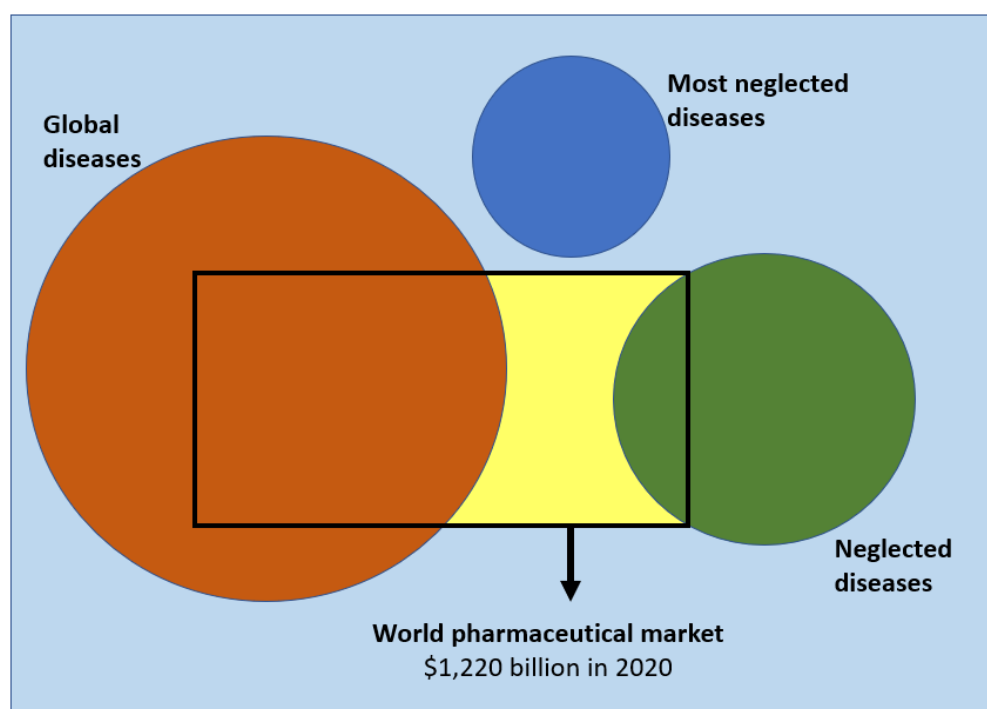 Global
diseases
Most neglected
diseases
Neglected
diseases
World pharmaceutical market
$1,220 billion in 2020